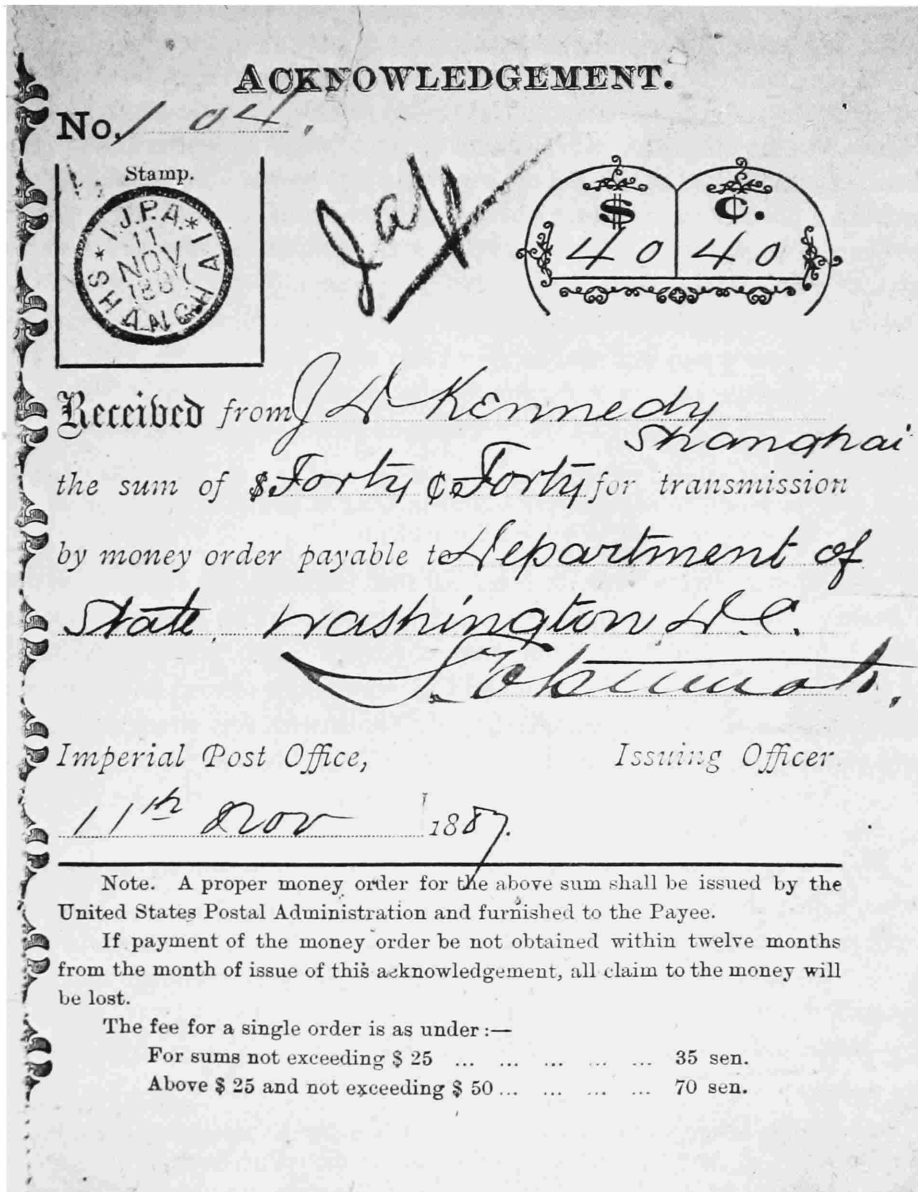 ACKNOWLEDGEMENT.
No. 104.
Stamp.
I.J.P.A.
11
NOV
1887
SHANGHAI
$ ₵.
40 40
Received from J D Kennedy
Shanghai
the sum of $ Forty ₵ Forty for transmission
by money order payable to Department of
State, Washington D.C.
Imperial Post Office, Issuing Officer.
11th Nov 1887.
Note. A proper money order for the above sum shall be issued by the
United States Postal Administration and furnished to the Payee.
If payment of the money order be not obtained within twelve months
from the month of issue of this acknowledgement, all claim to the money will
be lost.
The fee for a single order is as under :—
For sums not exceeding $ 25 ... ... ... ... ... 35 sen.
Above $ 25 and not exceeding $ 50 ... ... ... ... 70 sen.